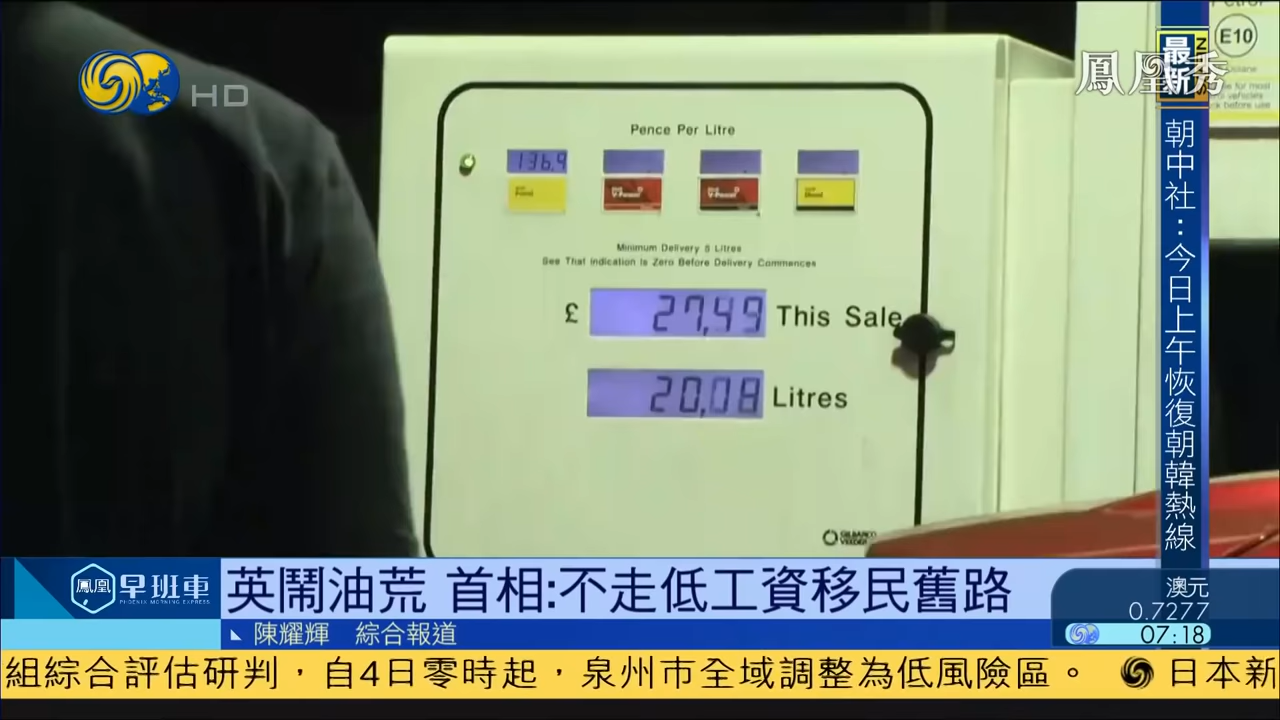 HD
Pence Per Litre
136.9
Minimum Delivery 5 Litres
See That Indication Is Zero Before Delivery Commences
£ 27,49 This Sale
20,08 Litres
GILBARCO
VEEDER
E10
鳳凰秀
最新
朝中社：今日上午恢復朝韓熱線
鳳凰 早班車
PHOENIX MORNING EXPRESS
英鬧油荒 首相:不走低工資移民舊路
陳耀輝 綜合報道
澳元
0.7277
07:18
組綜合評估研判，自4日零時起，泉州市全域調整為低風險區。 日本新